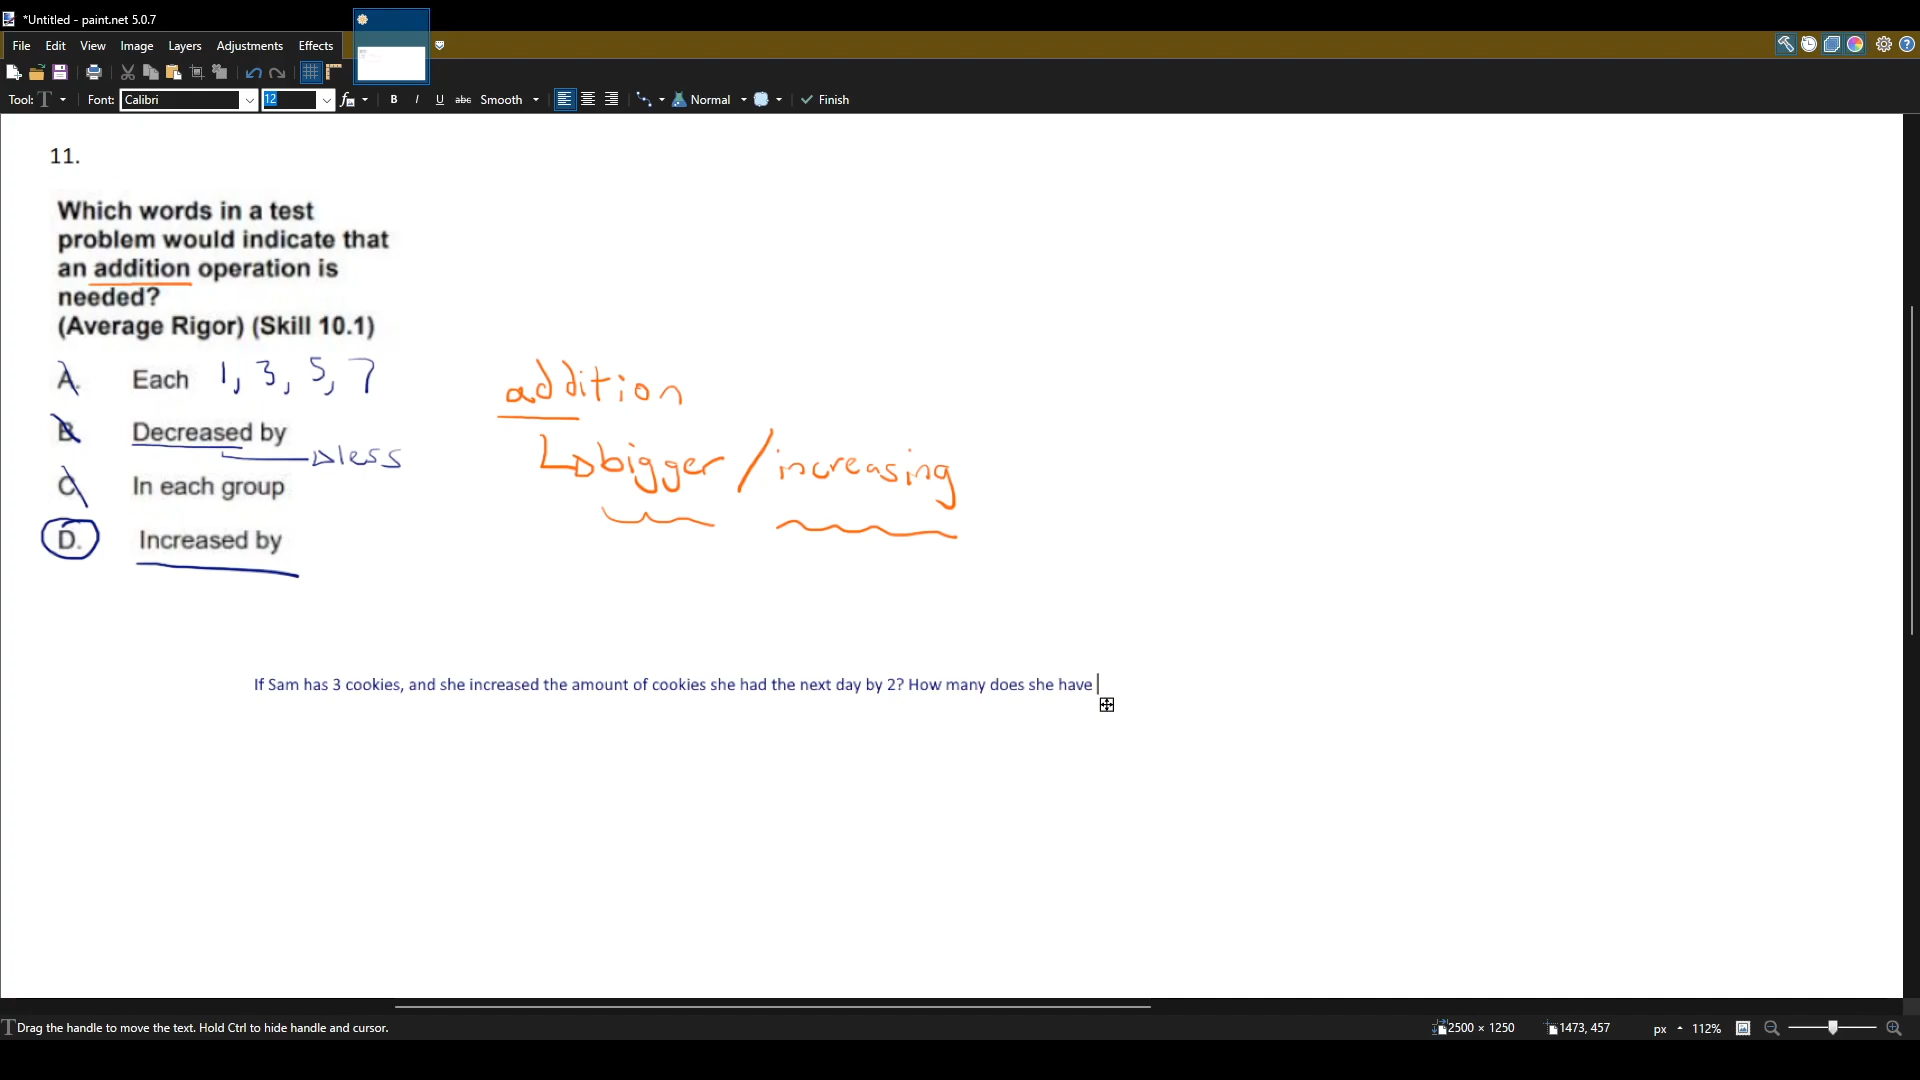 *Untitled - paint.net 5.0.7
File Edit View Image Layers Adjustments Effects
Tool: T Font: Calibri 12 B I U abc Smooth Normal Finish
11.
Which words in a test
problem would indicate that
an addition operation is
needed?
(Average Rigor) (Skill 10.1)
A. Each 1, 3, 5, 7
B. Decreased by
less
C. In each group
D. Increased by
addition
bigger / increasing
If Sam has 3 cookies, and she increased the amount of cookies she had the next day by 2? How many does she have
Drag the handle to move the text. Hold Ctrl to hide handle and cursor.
2500 × 1250 1473, 457 px 112%